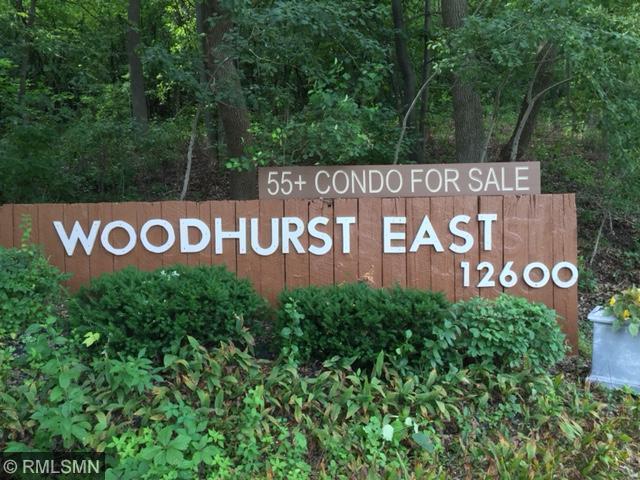 55+ CONDO FOR SALE
WOODHURST EAST
12600
© RMLSMN